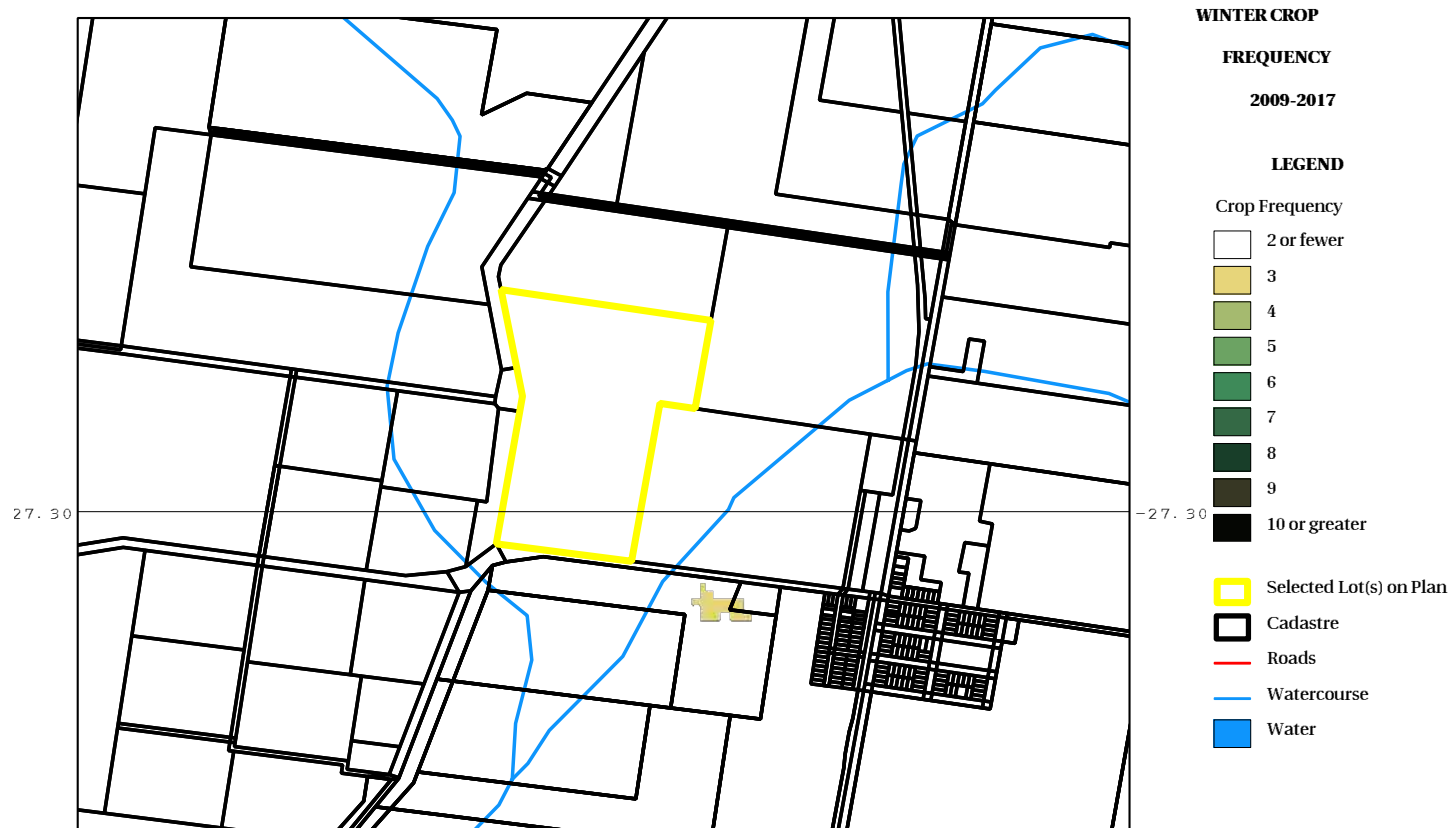 WINTER CROP
FREQUENCY
2009-2017
LEGEND
Crop Frequency
2 or fewer
3
4
5
6
7
8
9
10 or greater
Selected Lot(s) on Plan
Cadastre
Roads
Watercourse
Water
27.30
-27.30